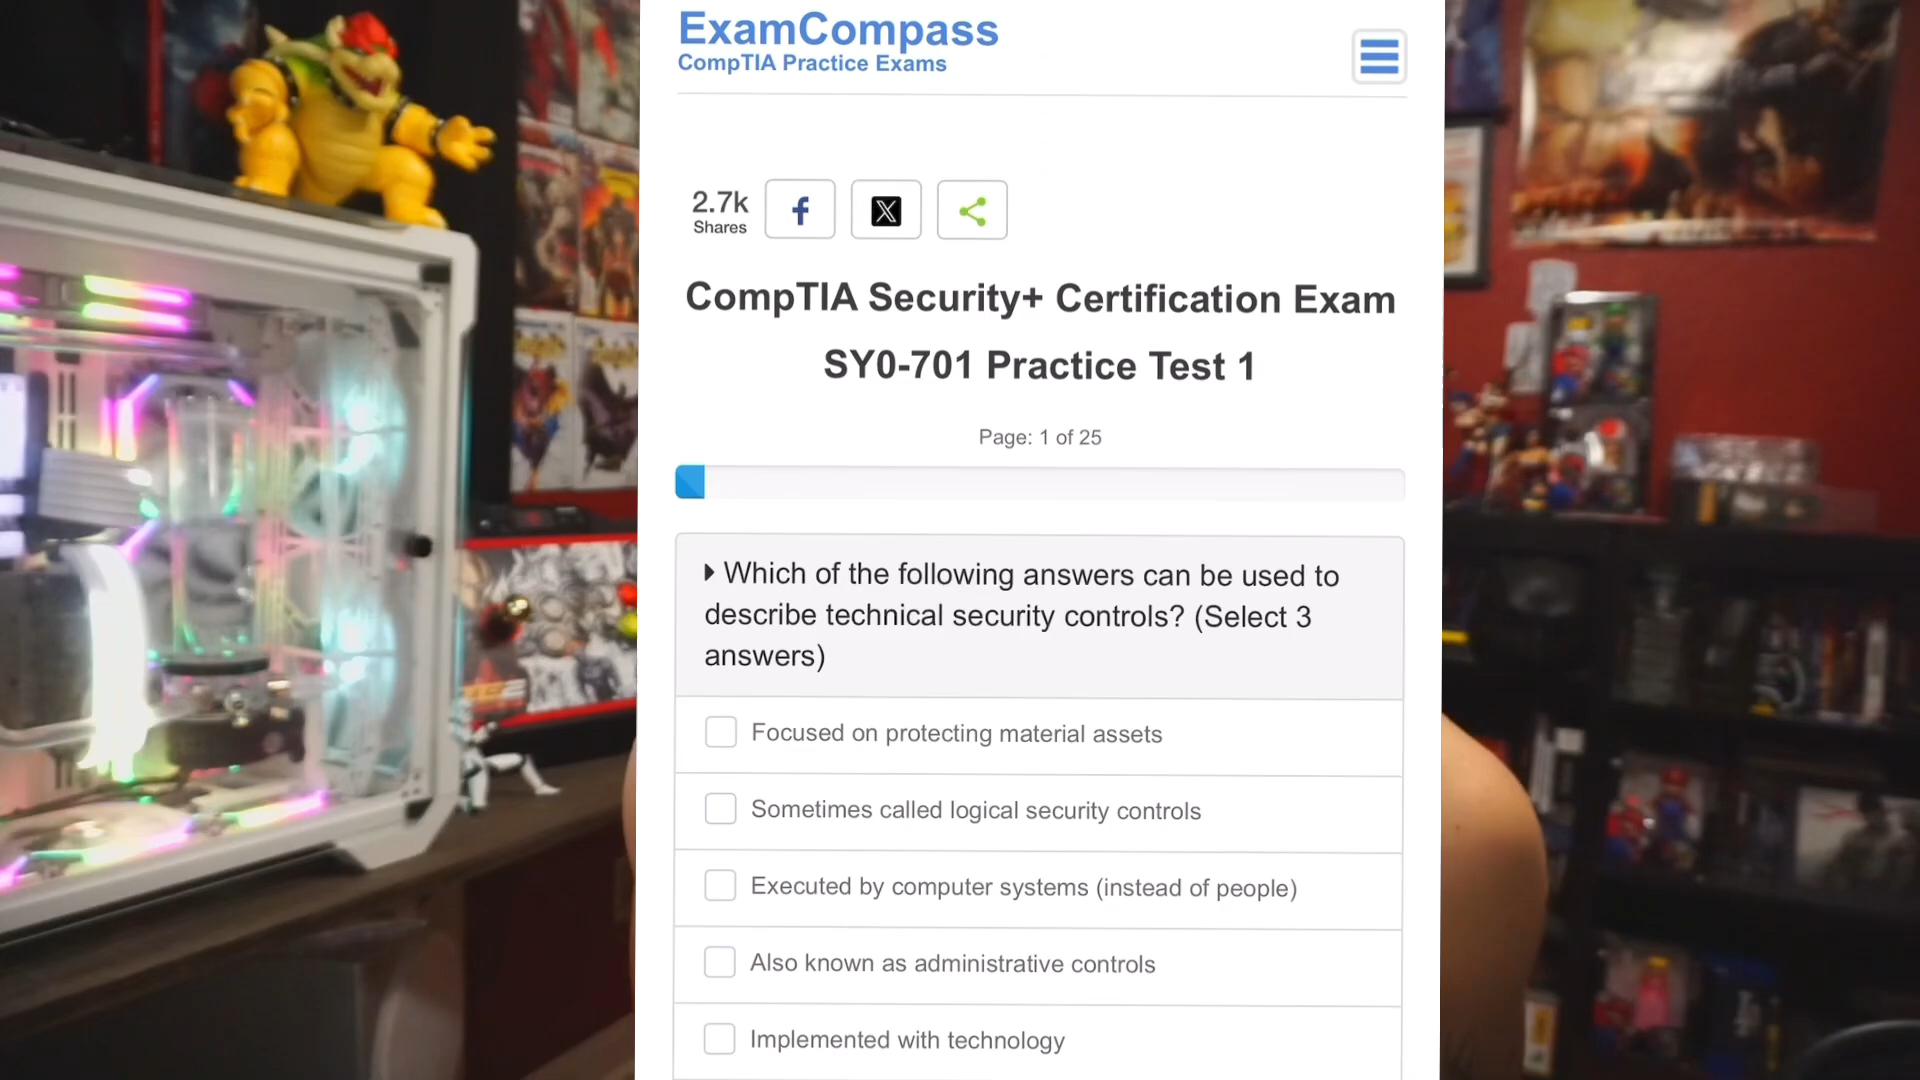 ExamCompass
CompTIA Practice Exams
2.7k
Shares
CompTIA Security+ Certification Exam
SY0-701 Practice Test 1
Page: 1 of 25
Which of the following answers can be used to
describe technical security controls? (Select 3
answers)
Focused on protecting material assets
Sometimes called logical security controls
Executed by computer systems (instead of people)
Also known as administrative controls
Implemented with technology